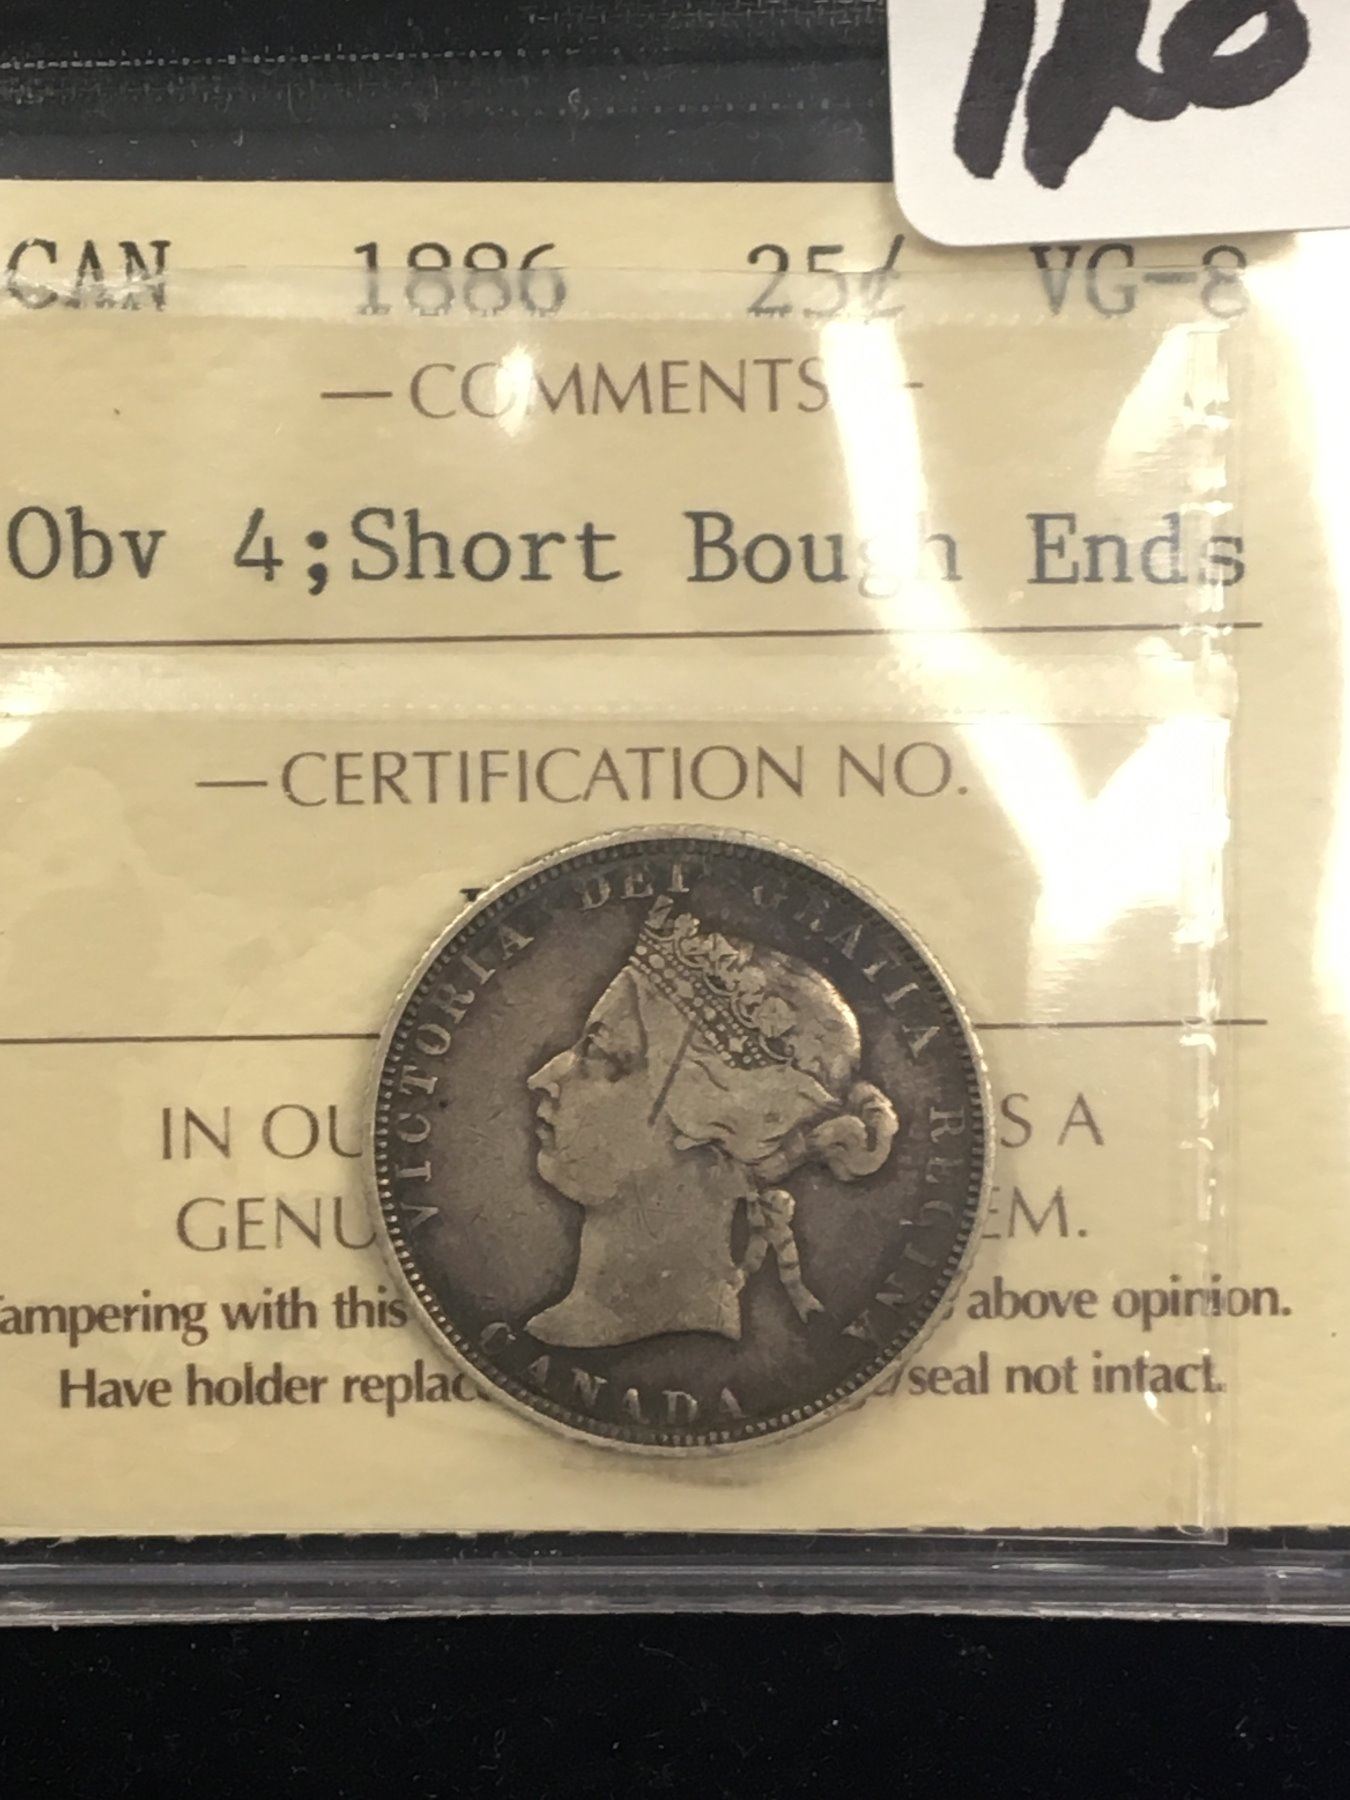 CAN 1886 25¢ VG-8
—COMMENTS—
Obv 4;Short Bough Ends
—CERTIFICATION NO.
IN OU S A
GENU EM.
ampering with this above opinion.
Have holder replac /seal not intact.
VICTORIA DEI GRATIA REGINA
CANADA